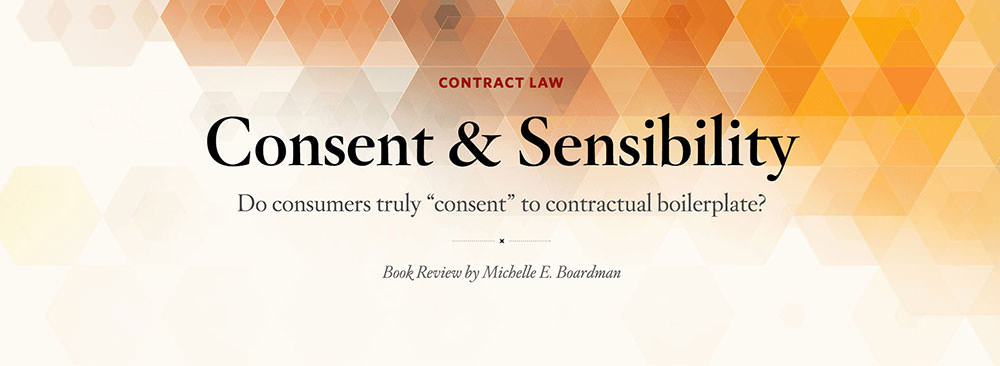 CONTRACT LAW
Consent & Sensibility
Do consumers truly “consent” to contractual boilerplate?
Book Review by Michelle E. Boardman